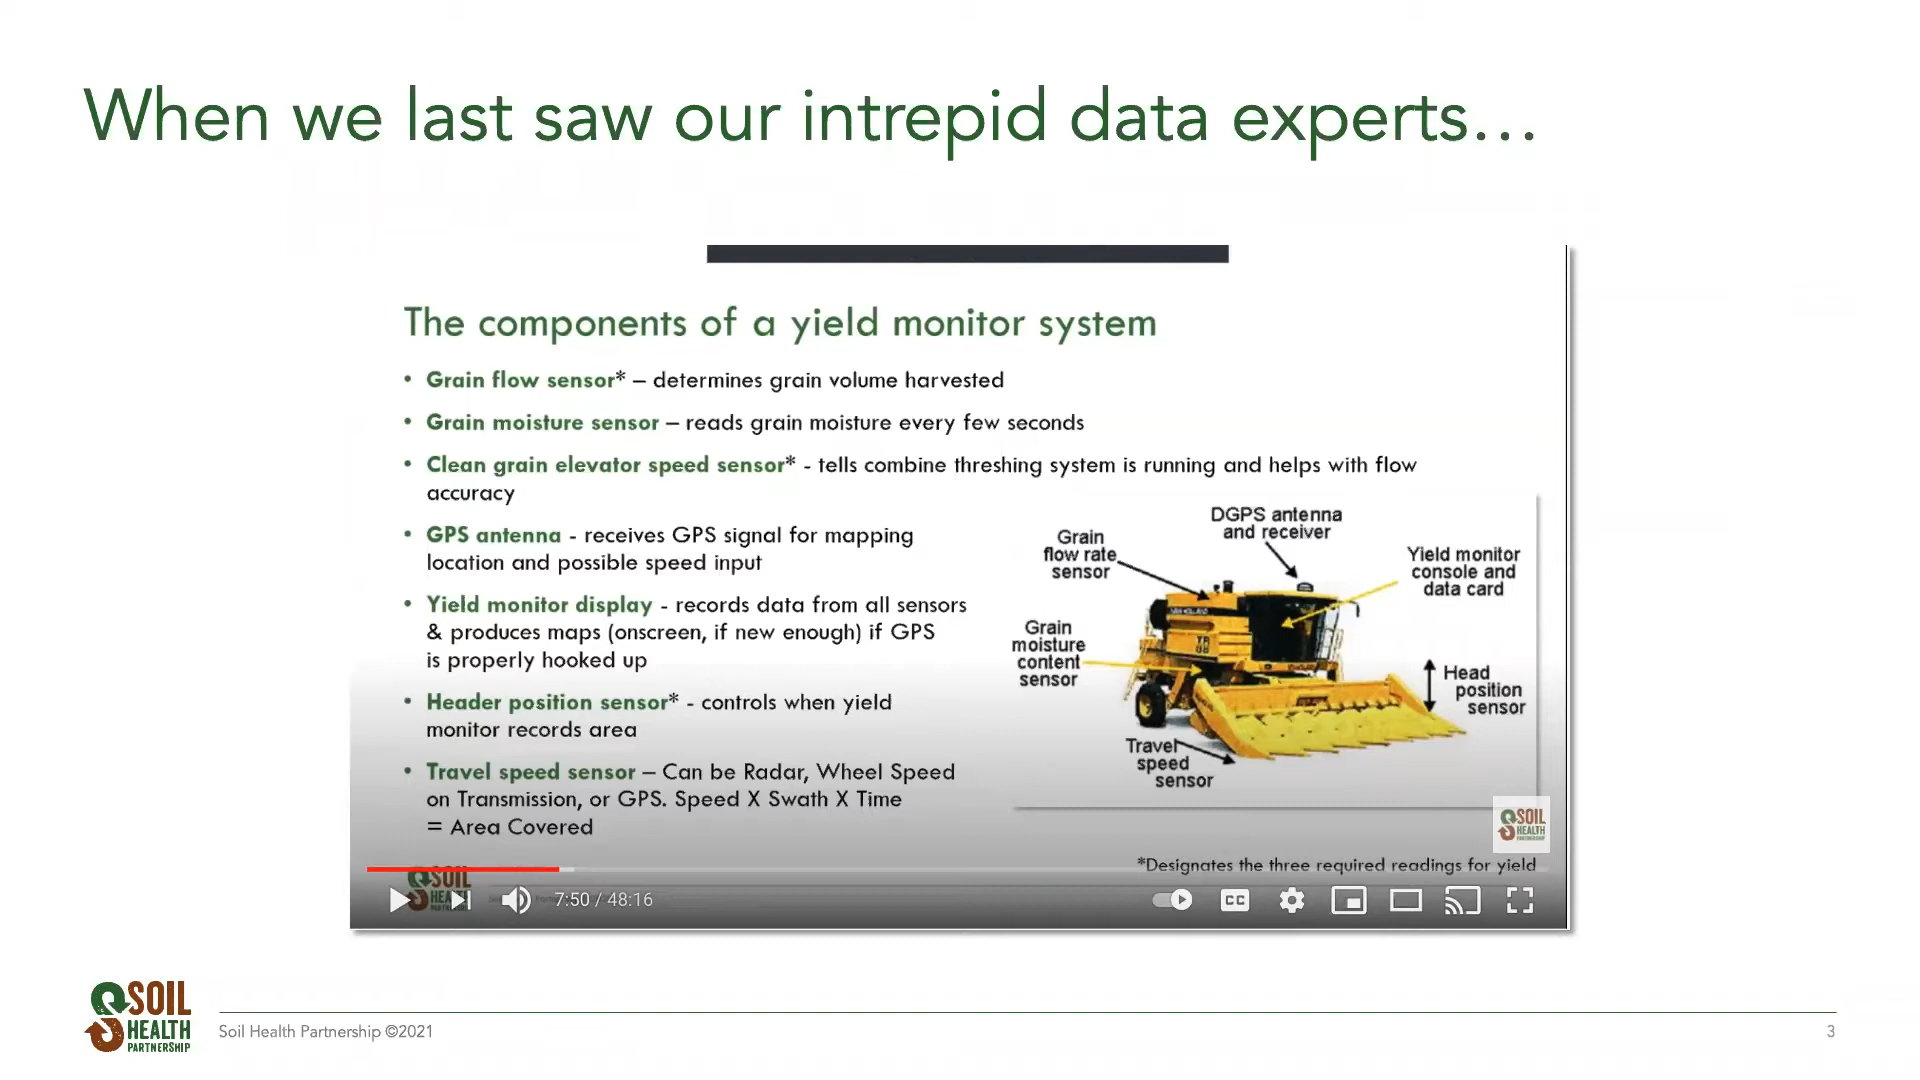 When we last saw our intrepid data experts…
The components of a yield monitor system
• Grain flow sensor* – determines grain volume harvested
• Grain moisture sensor – reads grain moisture every few seconds
• Clean grain elevator speed sensor* - tells combine threshing system is running and helps with flow
accuracy
• GPS antenna - receives GPS signal for mapping
location and possible speed input
• Yield monitor display - records data from all sensors
& produces maps (onscreen, if new enough) if GPS
is properly hooked up
• Header position sensor* - controls when yield
monitor records area
• Travel speed sensor – Can be Radar, Wheel Speed
on Transmission, or GPS. Speed X Swath X Time
= Area Covered
DGPS antenna
and receiver
Grain
flow rate
sensor
Yield monitor
console and
data card
Grain
moisture
content
sensor
Head
position
sensor
Travel
speed
sensor
SOIL
HEALTH
PARTNERSHIP
*Designates the three required readings for yield
SOIL
7:50 / 48:16
CC
SOIL
HEALTH
PARTNERSHIP
Soil Health Partnership ©2021
3